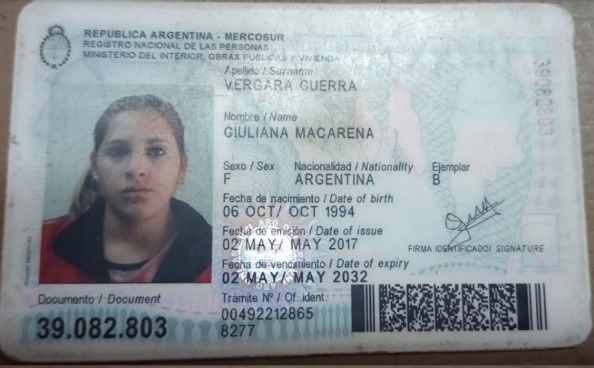 REPUBLICA ARGENTINA - MERCOSUR
REGISTRO NACIONAL DE LAS PERSONAS
MINISTERIO DEL INTERIOR, OBRAS PUBLICAS Y VIVIENDA
Apellido / Surname
VERGARA GUERRA
Nombre / Name
GIULIANA MACARENA
Sexo / Sex Nacionalidad / Nationality Ejemplar
F ARGENTINA B
Fecha de nacimiento / Date of birth
06 OCT/ OCT 1994
Fecha de emisión / Date of issue
02 MAY/ MAY 2017
FIRMA IDENTIFICADO/ SIGNATURE
Fecha de vencimiento / Date of expiry
02 MAY/ MAY 2032
Documento / Document Trámite Nº / Of. ident.
39.082.803 00492212865
8277
39082803